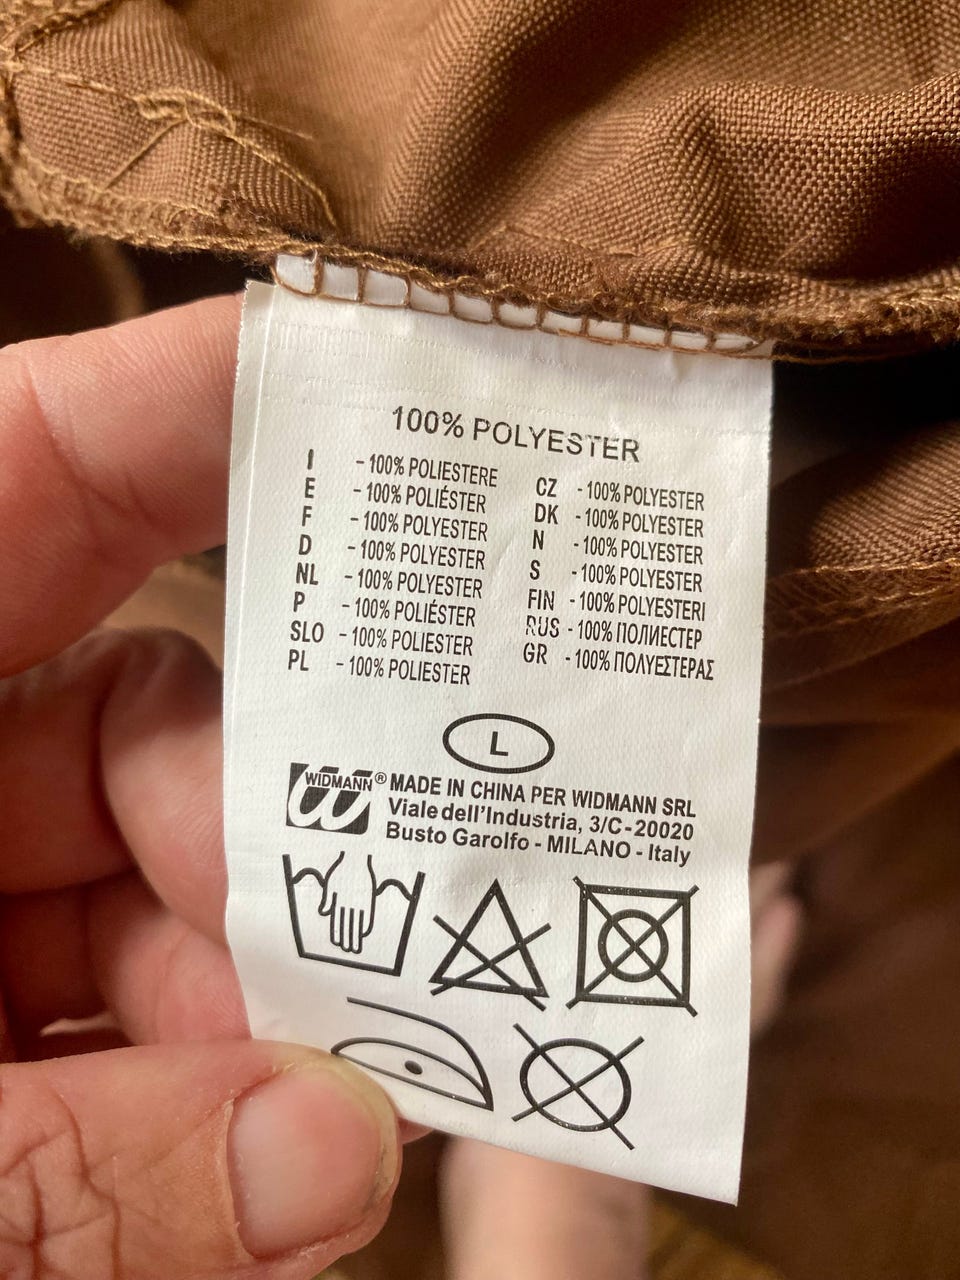 100% POLYESTER
I - 100% POLIESTERE
E - 100% POLIÉSTER
F - 100% POLYESTER
D - 100% POLYESTER
NL - 100% POLYESTER
P - 100% POLIÉSTER
SLO - 100% POLIESTER
PL - 100% POLIESTER
CZ - 100% POLYESTER
DK - 100% POLYESTER
N - 100% POLYESTER
S - 100% POLYESTER
FIN - 100% POLYESTERI
RUS - 100% ПОЛИЕСТЕР
GR - 100% ΠΟΛΥΕΣΤΕΡΑΣ
L
WIDMANN ® MADE IN CHINA PER WIDMANN SRL
Viale dell'Industria, 3/C - 20020
Busto Garolfo - MILANO - Italy